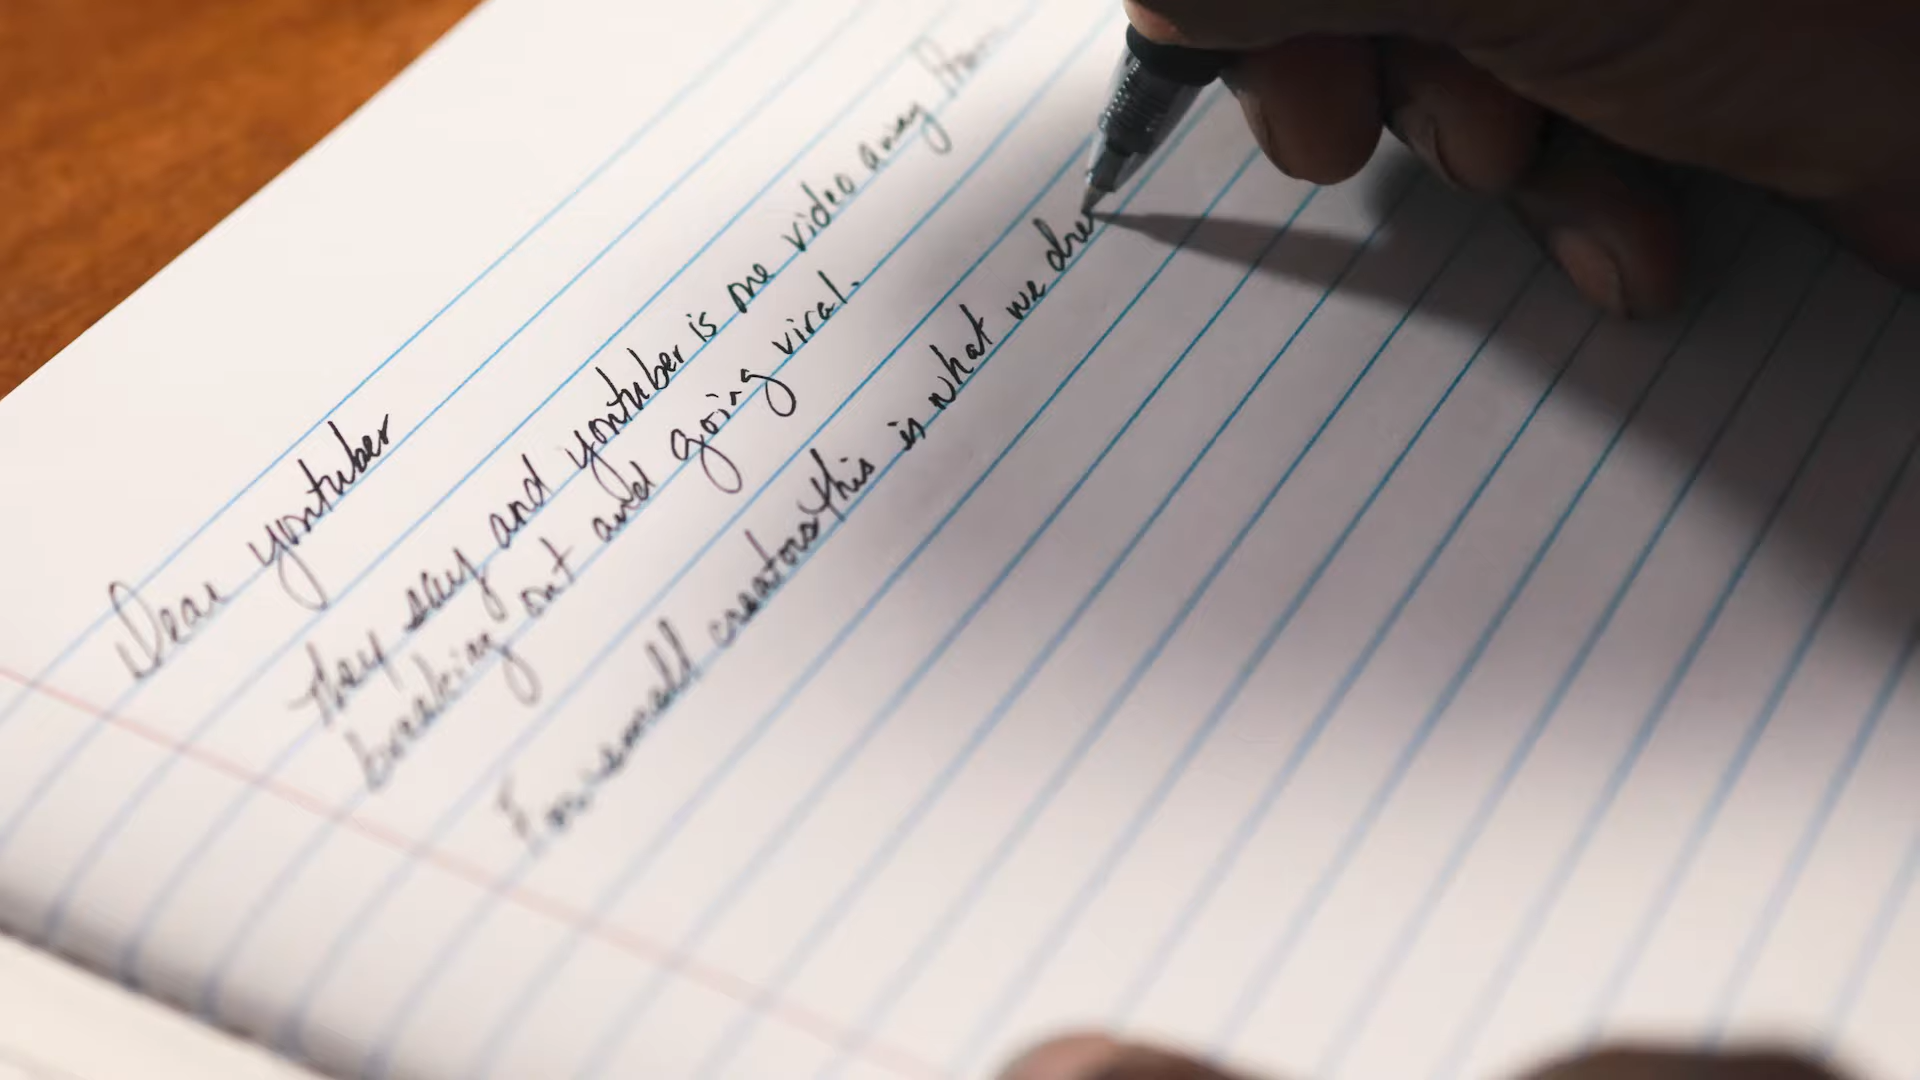 Dear youtuber
They say and youtuber is one video away from
breaking out and going viral.
For small creators this is what we drea